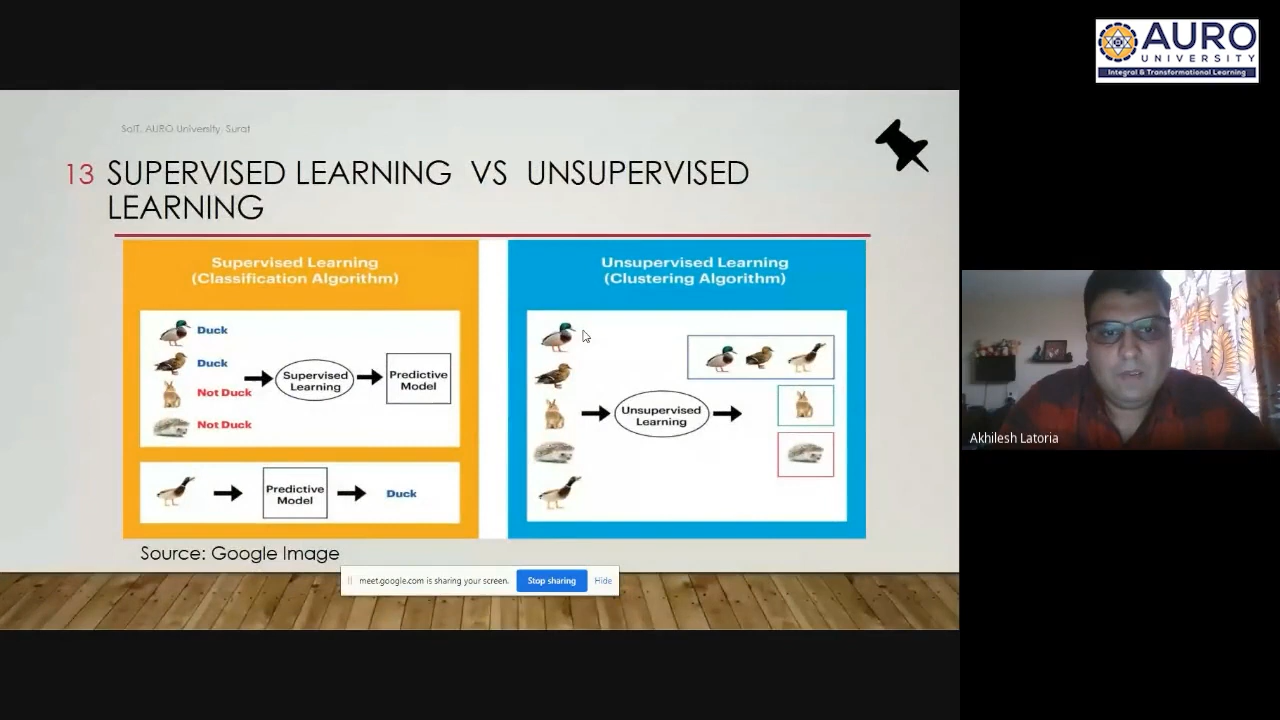 AURO
UNIVERSITY
Integral & Transformational Learning
SoIT, AURO University, Surat
13 SUPERVISED LEARNING VS UNSUPERVISED
LEARNING
Supervised Learning
(Classification Algorithm)
Duck
Duck
Not Duck
Not Duck
Supervised
Learning
Predictive
Model
Predictive
Model
Duck
Unsupervised Learning
(Clustering Algorithm)
Unsupervised
Learning
Source: Google Image
meet.google.com is sharing your screen.
Stop sharing
Hide
Akhilesh Latoria